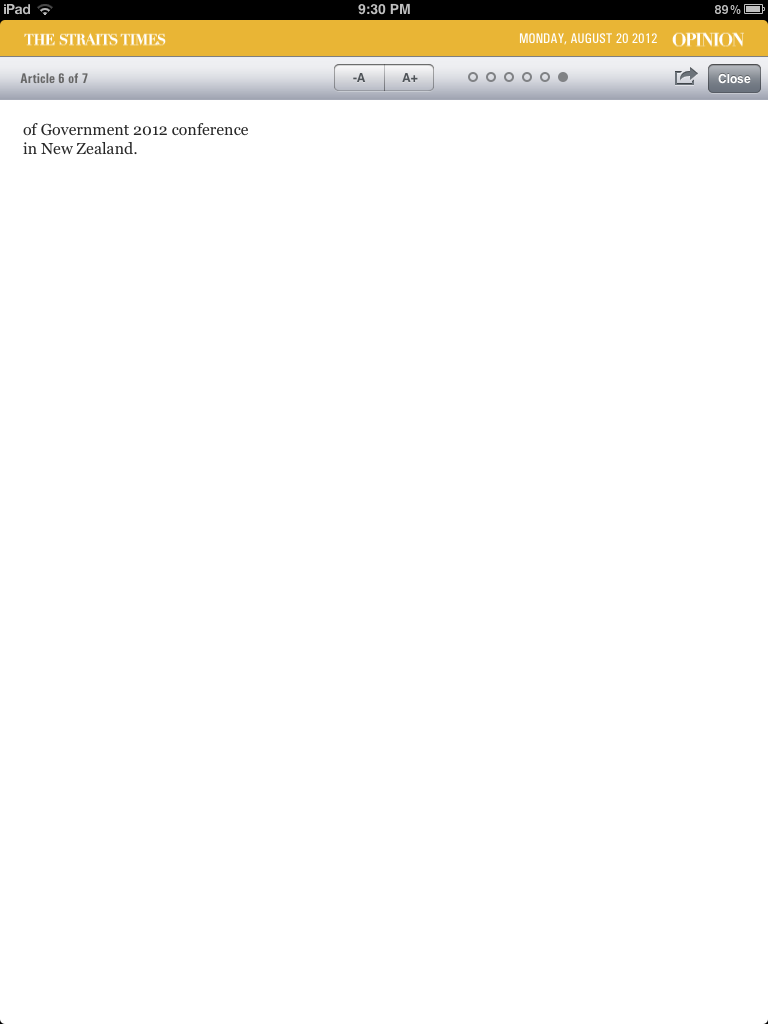 iPad 9:30 PM 89%
THE STRAITS TIMES MONDAY, AUGUST 20 2012 OPINION
Article 6 of 7 -A A+ Close
of Government 2012 conference
in New Zealand.